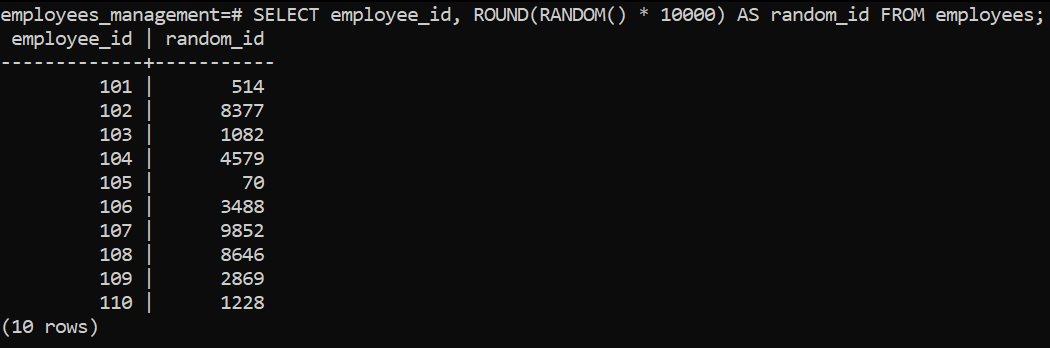 employees_management=# SELECT employee_id, ROUND(RANDOM() * 10000) AS random_id FROM employees;
 employee_id | random_id
-------------+-----------
         101 |       514
         102 |      8377
         103 |      1082
         104 |      4579
         105 |        70
         106 |      3488
         107 |      9852
         108 |      8646
         109 |      2869
         110 |      1228
(10 rows)